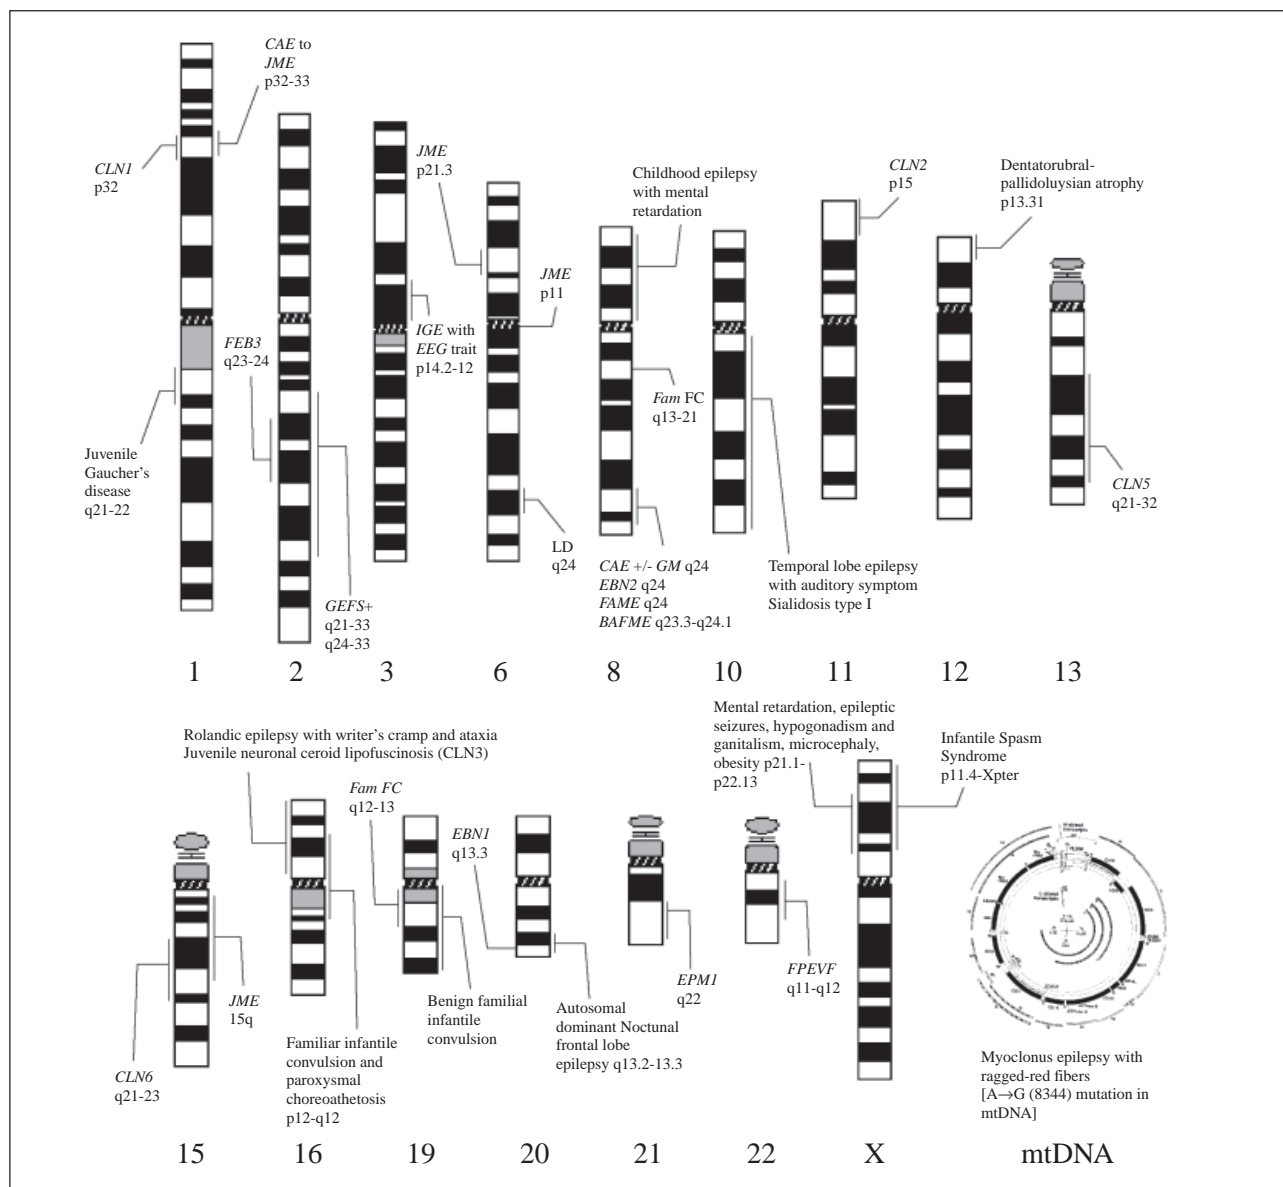 CAE to
JME
p32-33
CLN1
p32
Juvenile
Gaucher's
disease
q21-22
FEB3
q23-24
GEFS+
q21-33
q24-33
IGE with
EEG trait
p14.2-12
JME
p21.3
JME
p11
LD
q24
Childhood epilepsy
with mental
retardation
Fam FC
q13-21
CAE +/- GM q24
EBN2 q24
FAME q24
BAFME q23.3-q24.1
Temporal lobe epilepsy
with auditory symptom
Sialidosis type I
CLN2
p15
Dentatorubral-
pallidoluysian atrophy
p13.31
CLN5
q21-32
1 2 3 6 8 10 11 12 13
CLN6
q21-23
JME
15q
Rolandic epilepsy with writer's cramp and ataxia
Juvenile neuronal ceroid lipofuscinosis (CLN3)
Familiar infantile
convulsion and
paroxysmal
choreoathetosis
p12-q12
Fam FC
q12-13
Benign familial
infantile
convulsion
EBN1
q13.3
Autosomal
dominant Noctunal
frontal lobe
epilepsy q13.2-13.3
EPM1
q22
FPEVF
q11-q12
Mental retardation, epileptic
seizures, hypogonadism and
ganitalism, microcephaly,
obesity p21.1-
p22.13
Infantile Spasm
Syndrome
p11.4-Xpter
Myoclonus epilepsy with
ragged-red fibers
[A→G (8344) mutation in
mtDNA]
15 16 19 20 21 22 X mtDNA